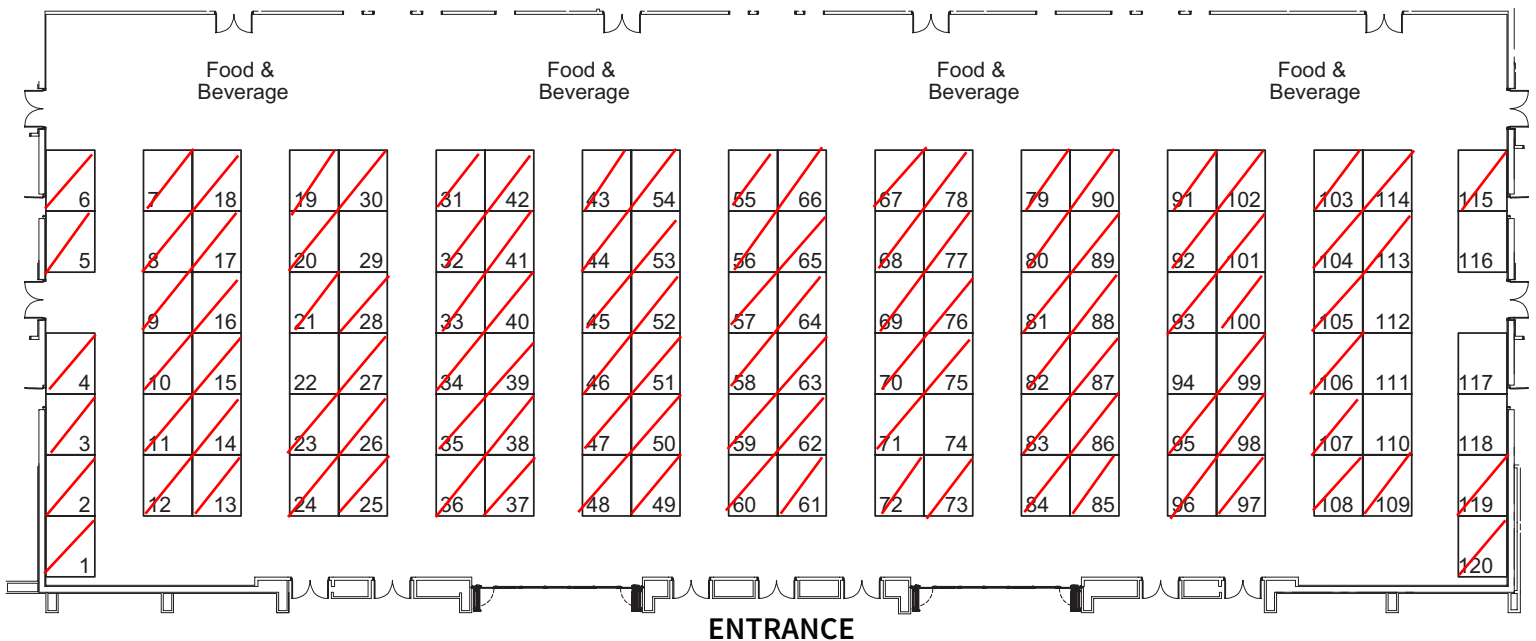 Food &
Beverage
Food &
Beverage
Food &
Beverage
Food &
Beverage
6 7 18 19 30 31 42 43 54 55 66 67 78 79 90 91 102 103 114 115
5 8 17 20 29 32 41 44 53 56 65 68 77 80 89 92 101 104 113 116
9 16 21 28 33 40 45 52 57 64 69 76 81 88 93 100 105 112
4 10 15 22 27 34 39 46 51 58 63 70 75 82 87 94 99 106 111 117
3 11 14 23 26 35 38 47 50 59 62 71 74 83 86 95 98 107 110 118
2 12 13 24 25 36 37 48 49 60 61 72 73 84 85 96 97 108 109 119
1 120
ENTRANCE